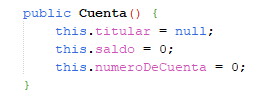 public Cuenta() {
    this.titular = null;
    this.saldo = 0;
    this.numeroDeCuenta = 0;
}